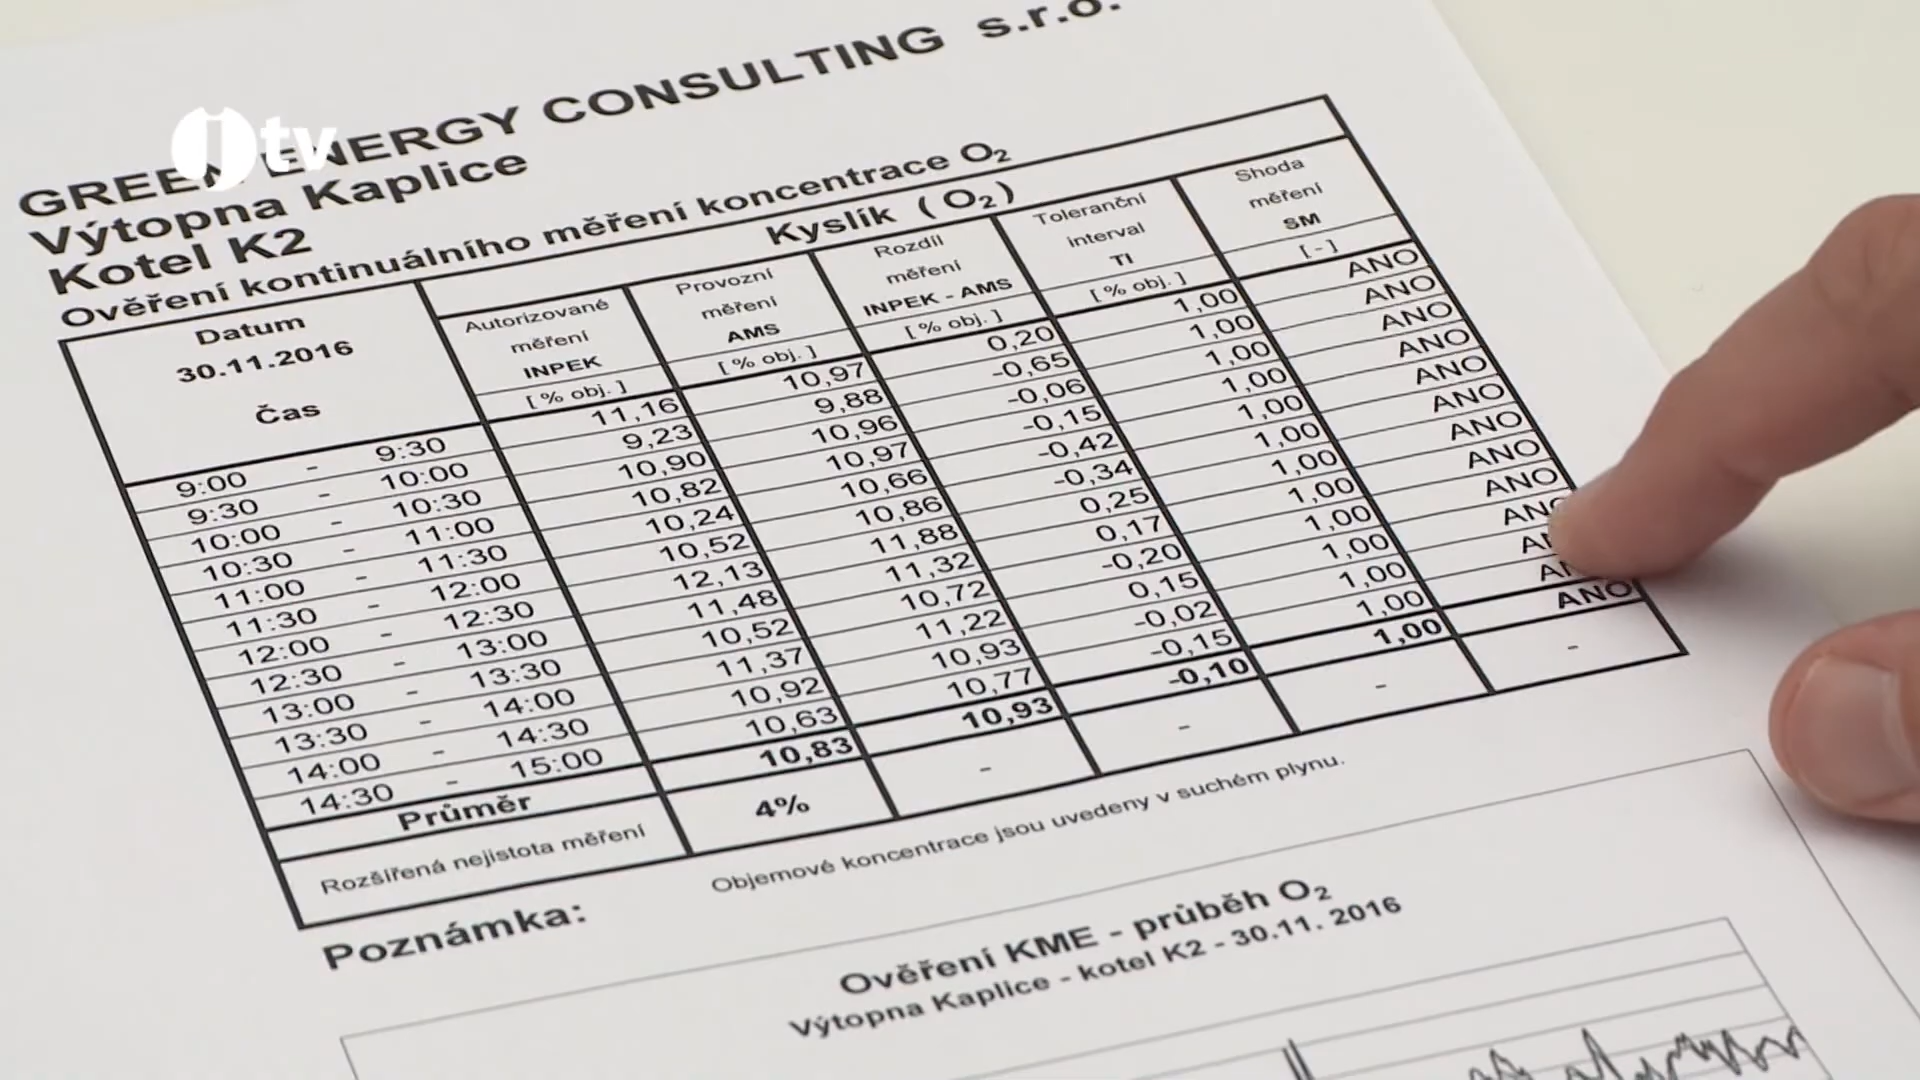 GREEN ENERGY CONSULTING s.r.o.
jtv
Výtopna Kaplice
Kotel K2
Ověření kontinuálního měření koncentrace O₂
Kyslík ( O₂ )
Datum
30.11.2016
Čas
Autorizované
měření
INPEK
[ % obj. ]
Provozní
měření
AMS
[ % obj. ]
Rozdíl
měření
INPEK - AMS
[ % obj. ]
Toleranční
interval
TI
[ % obj. ]
Shoda
měření
SM
[ - ]
9:00 - 9:30 11,16 10,97 0,20 1,00 ANO
9:30 - 10:00 9,23 9,88 -0,65 1,00 ANO
10:00 - 10:30 10,90 10,96 -0,06 1,00 ANO
10:30 - 11:00 10,82 10,97 -0,15 1,00 ANO
11:00 - 11:30 10,24 10,66 -0,42 1,00 ANO
11:30 - 12:00 10,52 10,86 -0,34 1,00 ANO
12:00 - 12:30 12,13 11,88 0,25 1,00 ANO
12:30 - 13:00 11,48 11,32 0,17 1,00 ANO
13:00 - 13:30 10,52 10,72 -0,20 1,00 ANO
13:30 - 14:00 11,37 11,22 0,15 1,00 ANO
14:00 - 14:30 10,92 10,93 -0,02 1,00
14:30 - 15:00 10,63 10,77 -0,15 1,00
Průměr 10,83 10,93 -0,10 1,00 ANO
Rozšířená nejistota měření 4% - - - -
Poznámka: Objemové koncentrace jsou uvedeny v suchém plynu.
Ověření KME - průběh O₂
Výtopna Kaplice - kotel K2 - 30.11. 2016